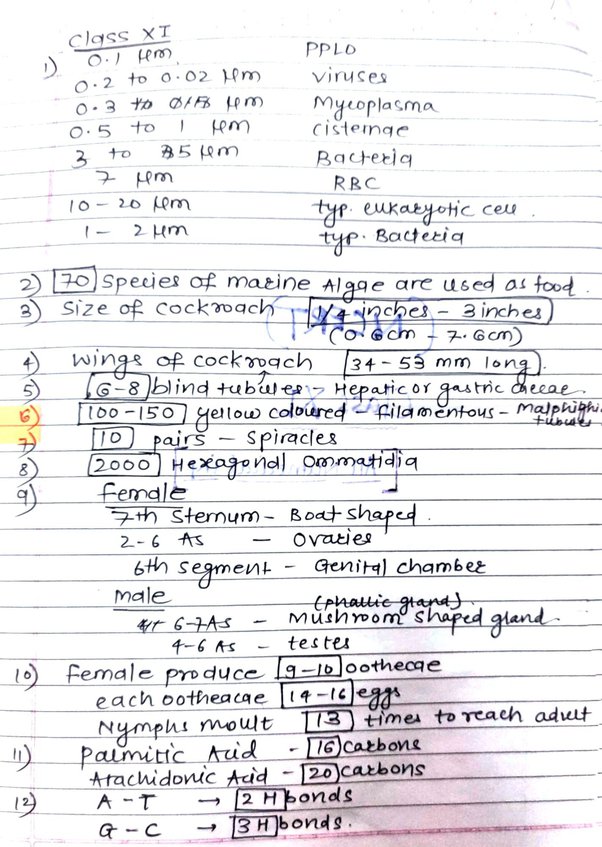 Class XI
1) 0.1 μm PPLO
0.2 to 0.02 μm viruses
0.3 to μm Mycoplasma
0.5 to 1 μm cisternae
3 to 5 μm Bacteria
7 μm RBC
10-20 μm typ. eukaryotic cell.
1 - 2 μm typ. Bacteria
2) 70 Species of marine Algae are used as food.
3) Size of cockroach 1/4 inches - 3 inches
(0.6cm - 7.6cm)
4) Wings of cockroach 34-53 mm long.
5) 6-8 blind tubules - Hepatic or gastric caecae.
6) 100-150 yellow coloured filamentous - Malphighi. tubules
7) 10 pairs - Spiracles
8) 2000 Hexagonal Ommatidia
9) Female
7th Sternum - Boat shaped.
2-6 AS - Ovaries
6th segment - Genital chamber
Male (phallic gland).
6-7AS - Mushroom shaped gland.
4-6 AS - testes
10) Female produce 9-10 oothecae
each ootheacae 14-16 eggs
Nymphs moult 13 times to reach adult
11) Palmitic Acid - 16 carbons
Arachidonic Acid - 20 carbons
12) A-T → 2 H bonds
G-C → 3 H bonds.